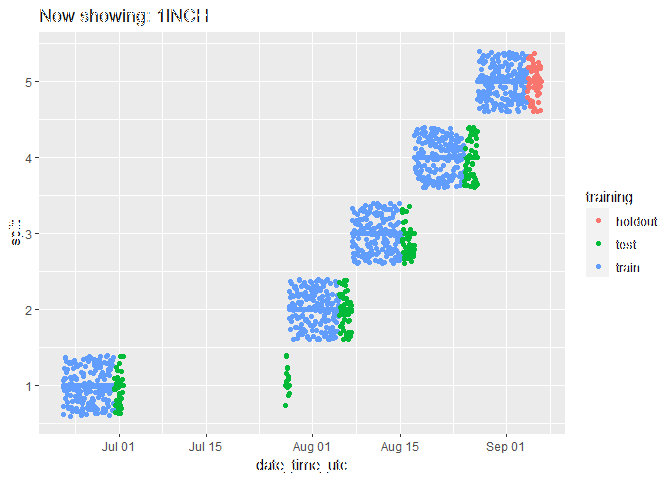 Now showing: 1INCH
5
4
3
2
1
split
Jul 01
Jul 15
Aug 01
Aug 15
Sep 01
date_time_utc
training
holdout
test
train